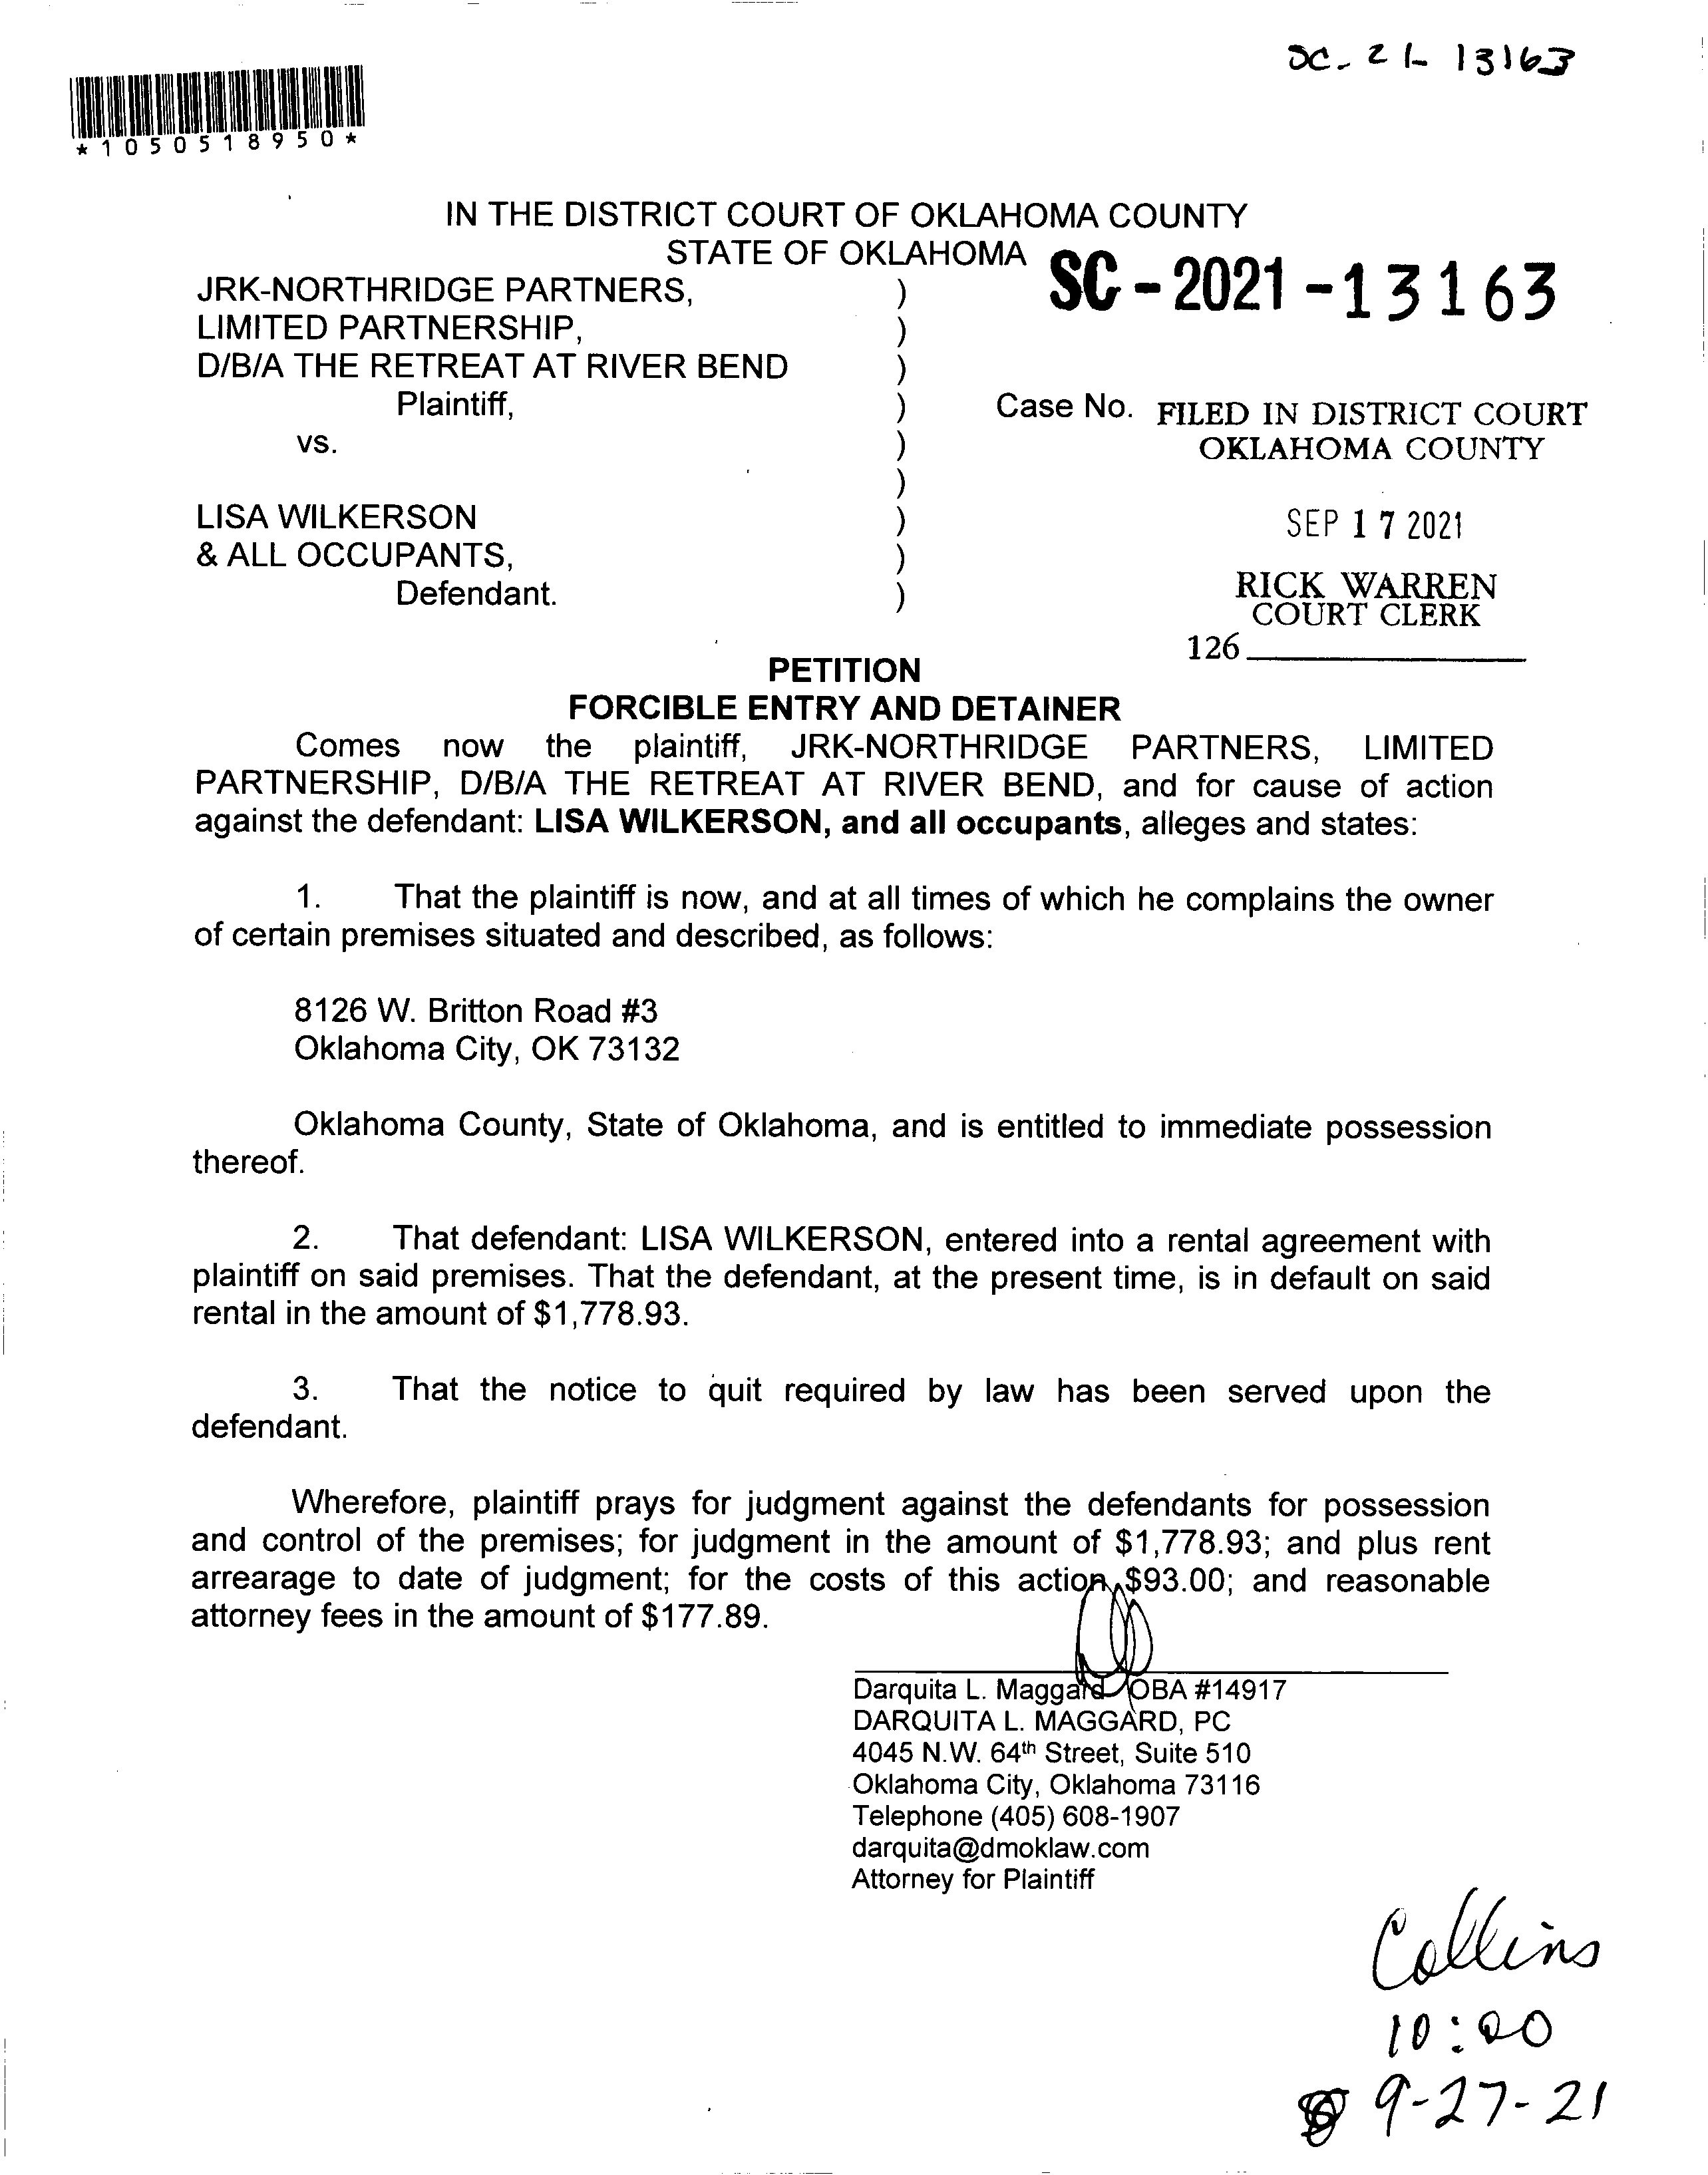 SC-21-13163
*1050518950*
IN THE DISTRICT COURT OF OKLAHOMA COUNTY
STATE OF OKLAHOMA
SC-2021-13163
JRK-NORTHRIDGE PARTNERS, )
LIMITED PARTNERSHIP, )
D/B/A THE RETREAT AT RIVER BEND )
Plaintiff, ) Case No. FILED IN DISTRICT COURT
vs. ) OKLAHOMA COUNTY
)
LISA WILKERSON ) SEP 17 2021
& ALL OCCUPANTS, )
Defendant. ) RICK WARREN
COURT CLERK
126
PETITION
FORCIBLE ENTRY AND DETAINER
Comes now the plaintiff, JRK-NORTHRIDGE PARTNERS, LIMITED
PARTNERSHIP, D/B/A THE RETREAT AT RIVER BEND, and for cause of action
against the defendant: LISA WILKERSON, and all occupants, alleges and states:
1. That the plaintiff is now, and at all times of which he complains the owner
of certain premises situated and described, as follows:
8126 W. Britton Road #3
Oklahoma City, OK 73132
Oklahoma County, State of Oklahoma, and is entitled to immediate possession
thereof.
2. That defendant: LISA WILKERSON, entered into a rental agreement with
plaintiff on said premises. That the defendant, at the present time, is in default on said
rental in the amount of $1,778.93.
3. That the notice to quit required by law has been served upon the
defendant.
Wherefore, plaintiff prays for judgment against the defendants for possession
and control of the premises; for judgment in the amount of $1,778.93; and plus rent
arrearage to date of judgment; for the costs of this action, $93.00; and reasonable
attorney fees in the amount of $177.89.
Darquita L. Maggard OBA #14917
DARQUITA L. MAGGARD, PC
4045 N.W. 64th Street, Suite 510
Oklahoma City, Oklahoma 73116
Telephone (405) 608-1907
darquita@dmoklaw.com
Attorney for Plaintiff
Collins
10:00
9-27-21